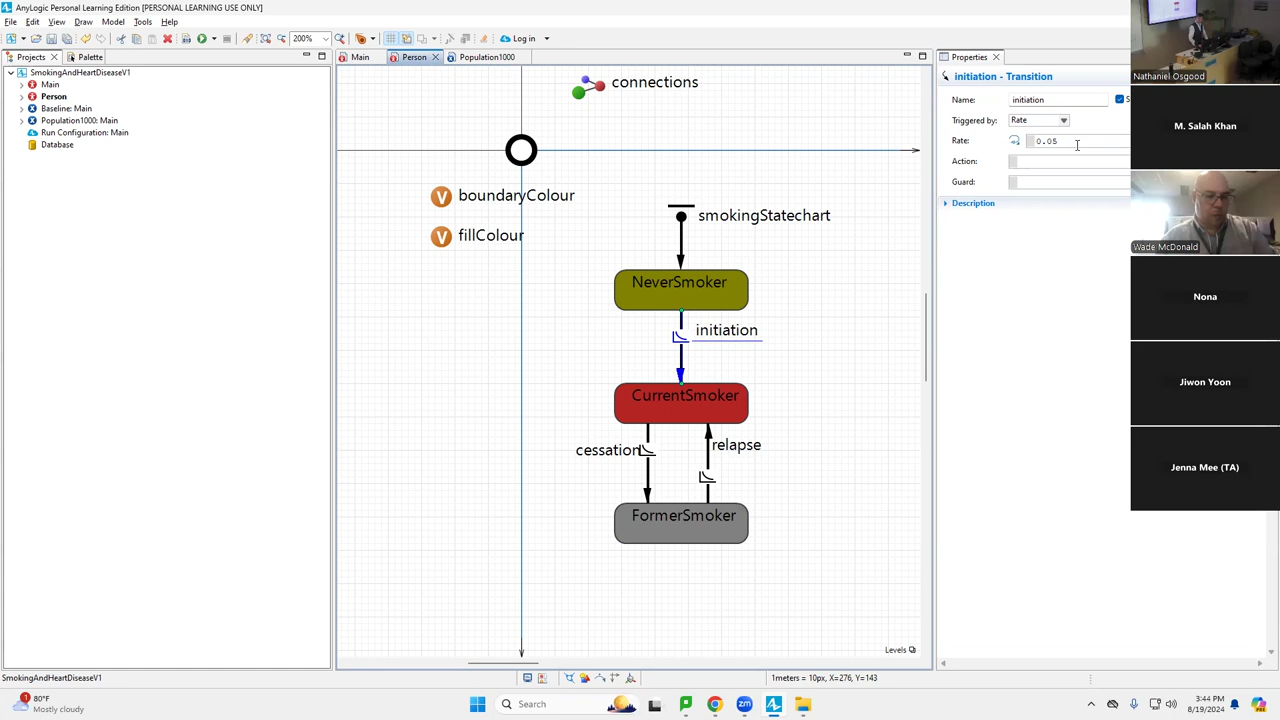 AnyLogic Personal Learning Edition [PERSONAL LEARNING USE ONLY]
File Edit View Draw Model Tools Help
200%
Log in
Projects Palette
Main Person Population1000
Properties
SmokingAndHeartDiseaseV1
Main
Person
Baseline: Main
Population1000: Main
Run Configuration: Main
Database
connections
boundaryColour
fillColour
smokingStatechart
NeverSmoker
initiation
CurrentSmoker
cessation
relapse
FormerSmoker
Levels
initiation - Transition
Name: initiation
Triggered by: Rate
Rate: 0.05
Action:
Guard:
Description
Nathaniel Osgood
M. Salah Khan
Wade McDonald
Nona
Jiwon Yoon
Jenna Mee (TA)
SmokingAndHeartDiseaseV1
1meters = 10px, X=276, Y=143
1
80°F
Mostly cloudy
Search
3:44 PM
8/19/2024